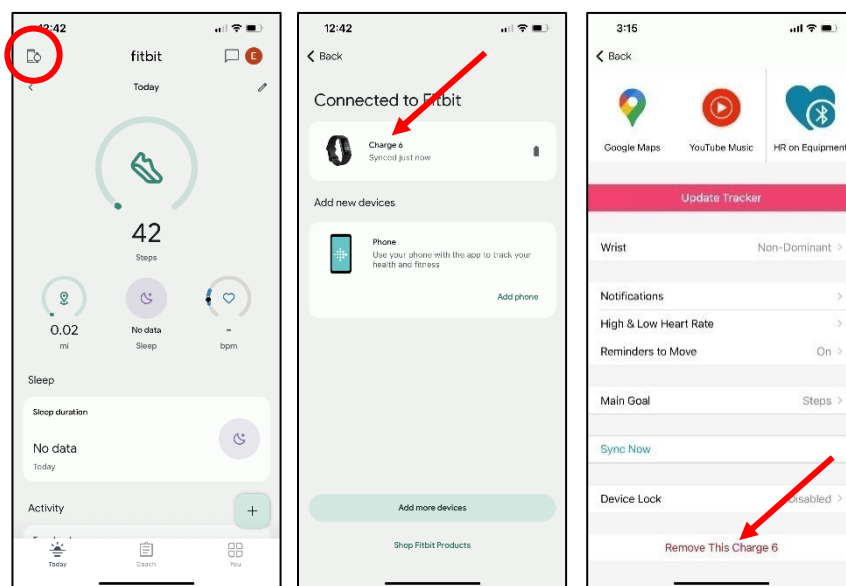 12:42
fitbit
E
Today
42
Steps
0.02
mi
No data
Sleep
-
bpm
Sleep
Sleep duration
No data
Today
Activity
+
Today
Coach
You
12:42
Back
Connected to Fitbit
Charge 6
Synced just now
Add new devices
Phone
Use your phone with the app to track your
health and fitness
Add phone
Add more devices
Shop Fitbit Products
3:15
Back
Google Maps
YouTube Music
HR on Equipment
Update Tracker
Wrist Non-Dominant
Notifications
High & Low Heart Rate
Reminders to Move On
Main Goal Steps
Sync Now
Device Lock Disabled
Remove This Charge 6